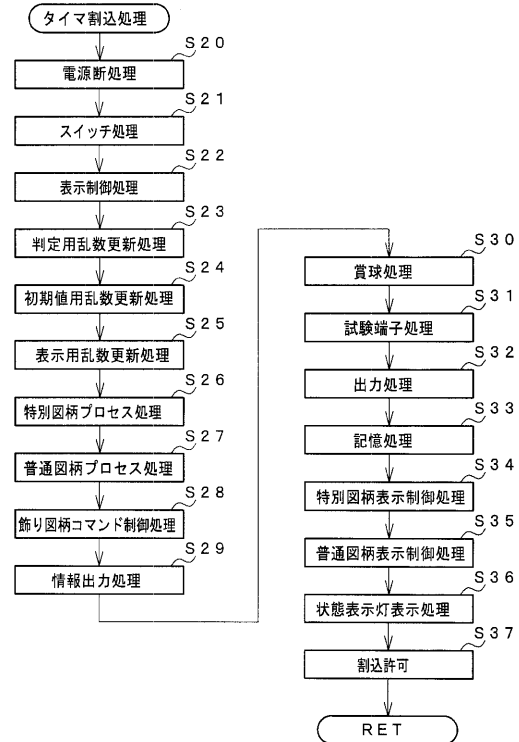 タイマ割込処理
S20
電源断処理
S21
スイッチ処理
S22
表示制御処理
S23
判定用乱数更新処理
S24
初期値用乱数更新処理
S25
表示用乱数更新処理
S26
特別図柄プロセス処理
S27
普通図柄プロセス処理
S28
飾り図柄コマンド制御処理
S29
情報出力処理
S30
賞球処理
S31
試験端子処理
S32
出力処理
S33
記憶処理
S34
特別図柄表示制御処理
S35
普通図柄表示制御処理
S36
状態表示灯表示処理
S37
割込許可
RET